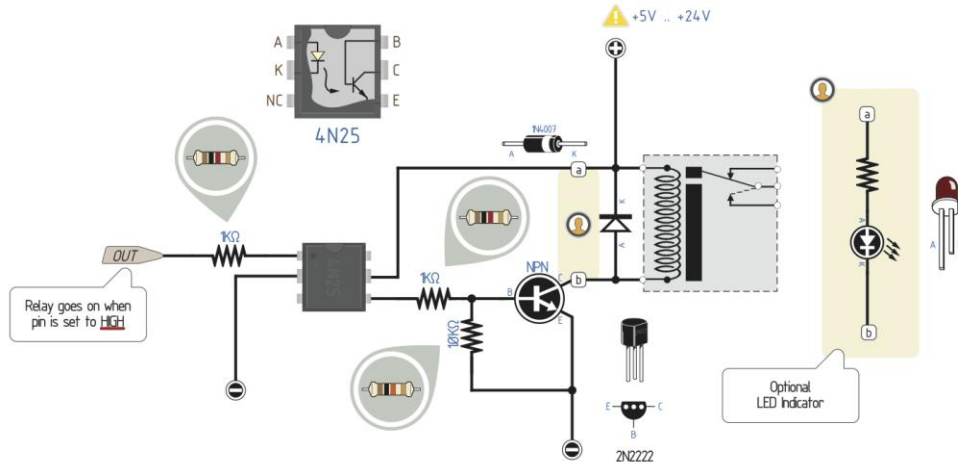 +5V .. +24V
A
B
K
C
NC
E
4N25
1N4007
A
K
a
a
1KΩ
K
A
OUT
4N25
1KΩ
NPN
C
B
E
b
A
K
A
K
b
Relay goes on when
pin is set to HIGH
10KΩ
Optional
LED Indicator
E
C
B
2N2222